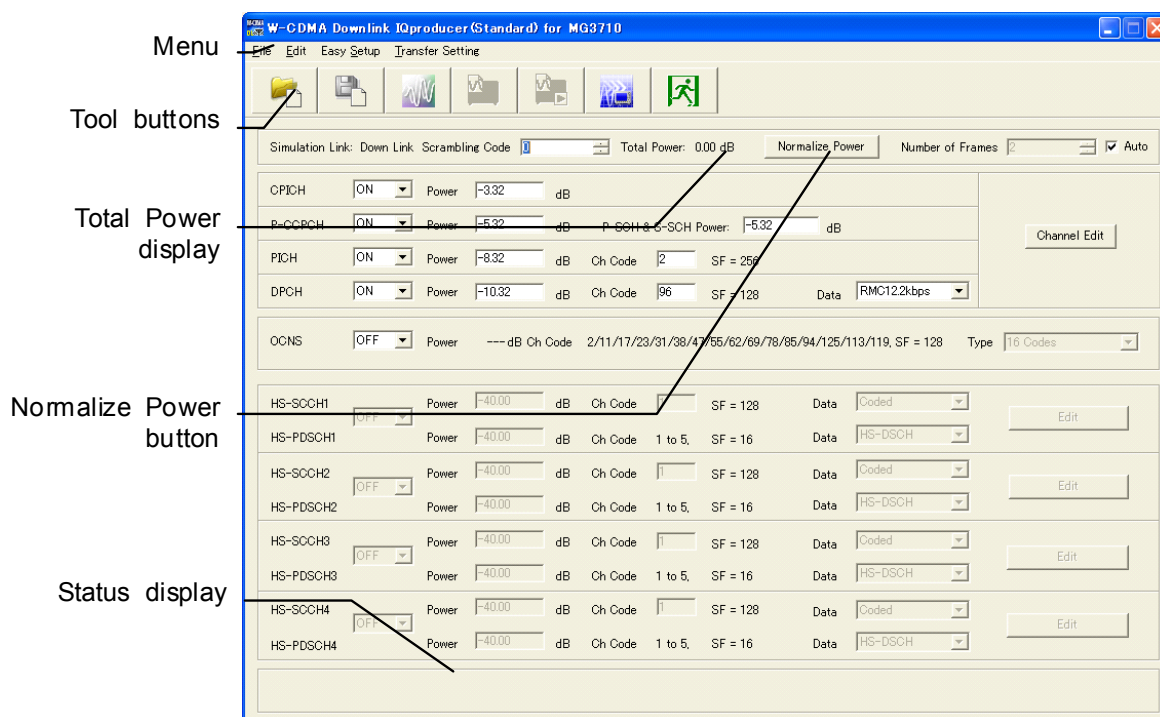 W-CDMA Downlink IQproducer(Standard) for MG3710
Menu
File Edit Easy Setup Transfer Setting
Tool buttons
Simulation Link: Down Link Scrambling Code 0 Total Power: 0.00 dB Normalize Power Number of Frames 2 Auto
CPICH ON Power -3.32 dB
Total Power display
P-CCPCH ON Power -5.32 dB P-SCH & S-SCH Power: -5.32 dB
Channel Edit
PICH ON Power -8.32 dB Ch Code 2 SF = 256
DPCH ON Power -10.32 dB Ch Code 96 SF = 128 Data RMC12.2kbps
OCNS OFF Power ---dB Ch Code 2/11/17/23/31/38/47/55/62/69/78/85/94/125/113/119, SF = 128 Type 16 Codes
Normalize Power button
HS-SCCH1 OFF Power -40.00 dB Ch Code 1 SF = 128 Data Coded Edit
HS-PDSCH1 Power -40.00 dB Ch Code 1 to 5, SF = 16 Data HS-DSCH
HS-SCCH2 OFF Power -40.00 dB Ch Code 1 SF = 128 Data Coded Edit
HS-PDSCH2 Power -40.00 dB Ch Code 1 to 5, SF = 16 Data HS-DSCH
HS-SCCH3 OFF Power -40.00 dB Ch Code 1 SF = 128 Data Coded Edit
HS-PDSCH3 Power -40.00 dB Ch Code 1 to 5, SF = 16 Data HS-DSCH
Status display
HS-SCCH4 OFF Power -40.00 dB Ch Code 1 SF = 128 Data Coded Edit
HS-PDSCH4 Power -40.00 dB Ch Code 1 to 5, SF = 16 Data HS-DSCH